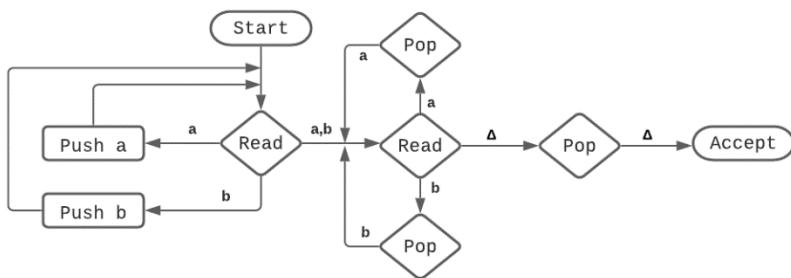 Start
Pop
a
a
Push a
a
Read
a,b
Read
Δ
Pop
Δ
Accept
b
b
Push b
b
Pop